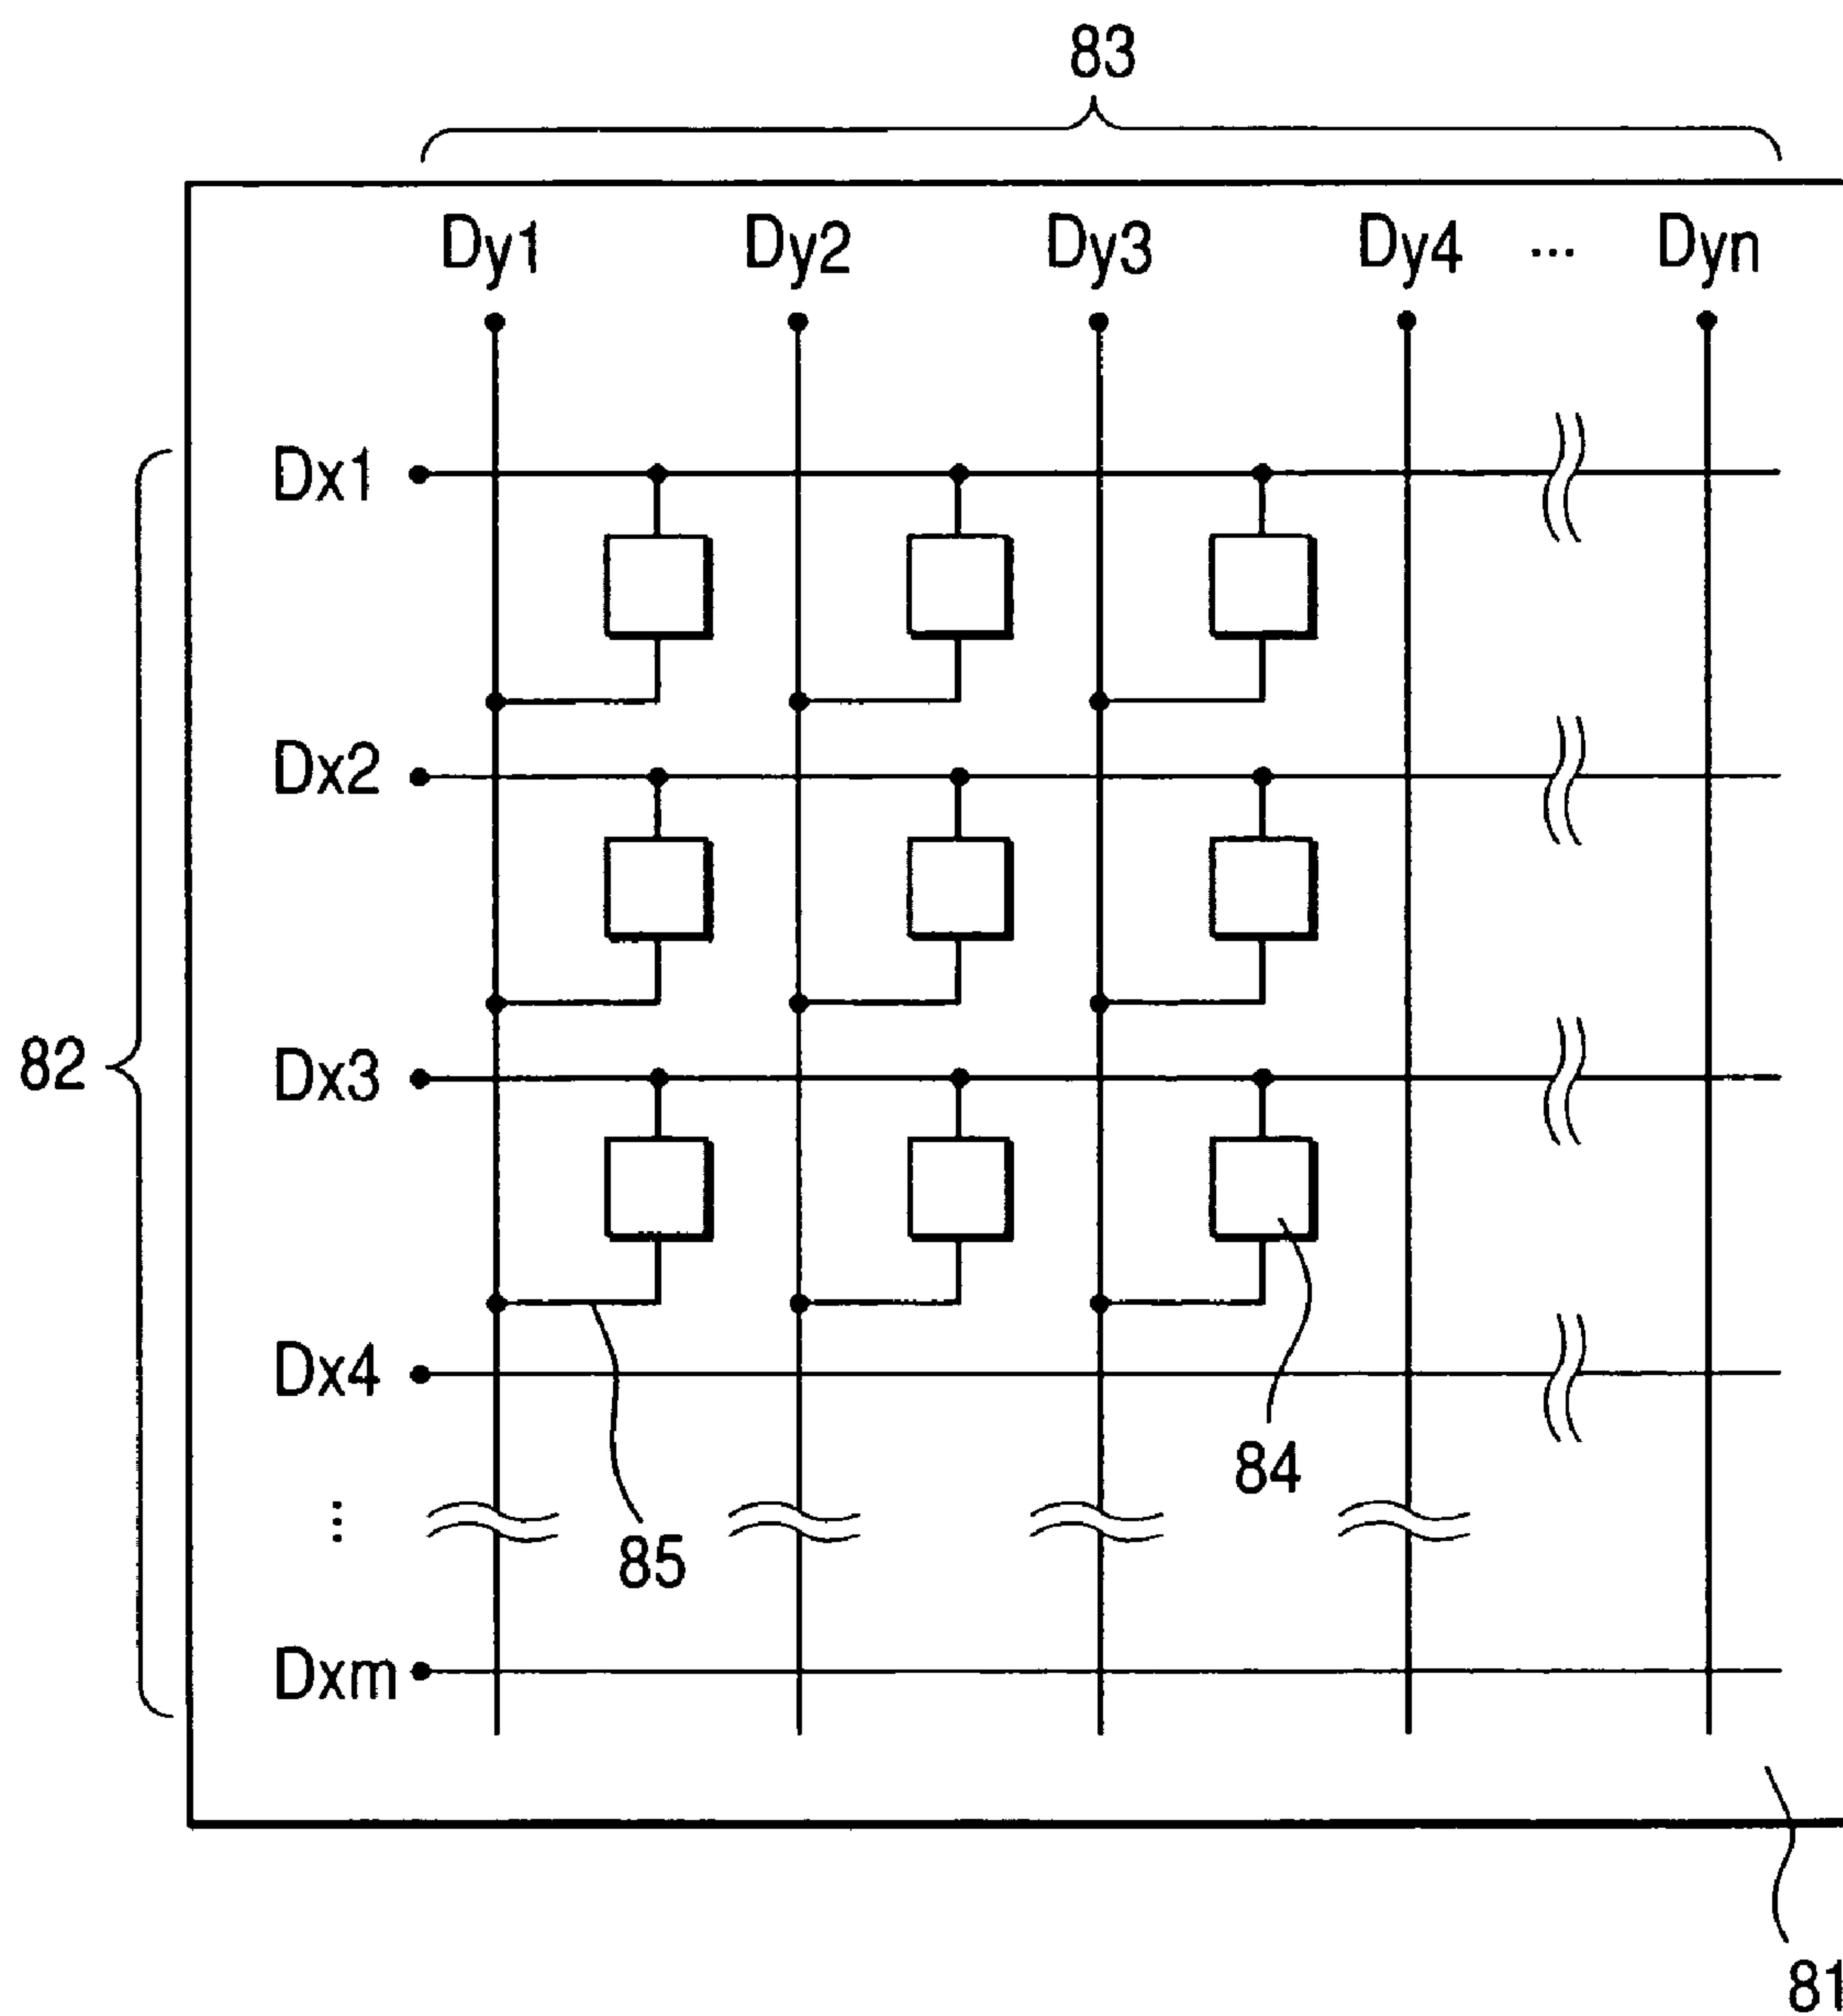 83
Dy1 Dy2 Dy3 Dy4 ... Dyn
Dx1
Dx2
82
Dx3
Dx4
84
⋮
85
Dxm
81